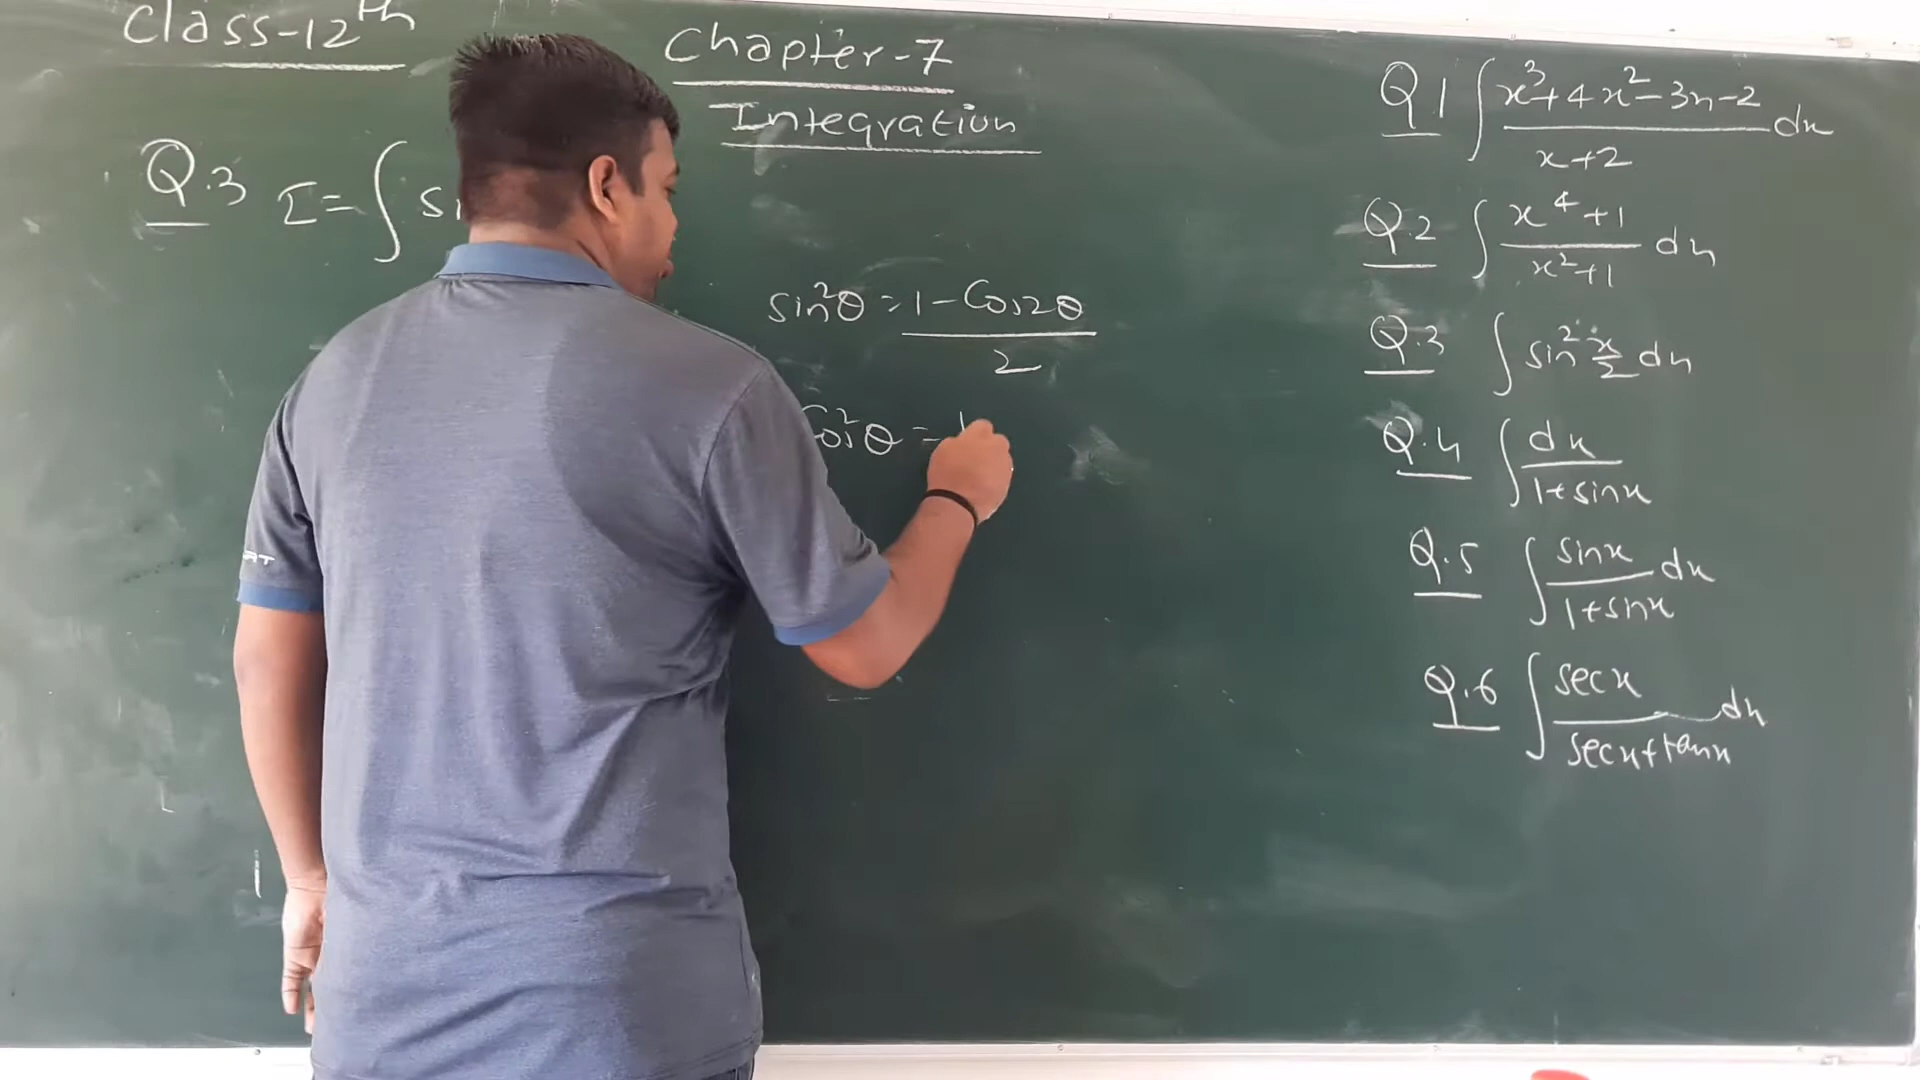 Class-12th
Chapter-7
Integration
Q.3 I=∫ si
sin²θ = 1-Cos2θ
2
Cos²θ = 1
Q.1 ∫ x³+4x²-3x-2 dx
x+2
Q.2 ∫ x⁴+1 dx
x²+1
Q.3 ∫ sin² x/2 dx
Q.4 ∫ dx
1+sinx
Q.5 ∫ sinx dx
1+sinx
Q.6 ∫ secx dx
secx+tanx